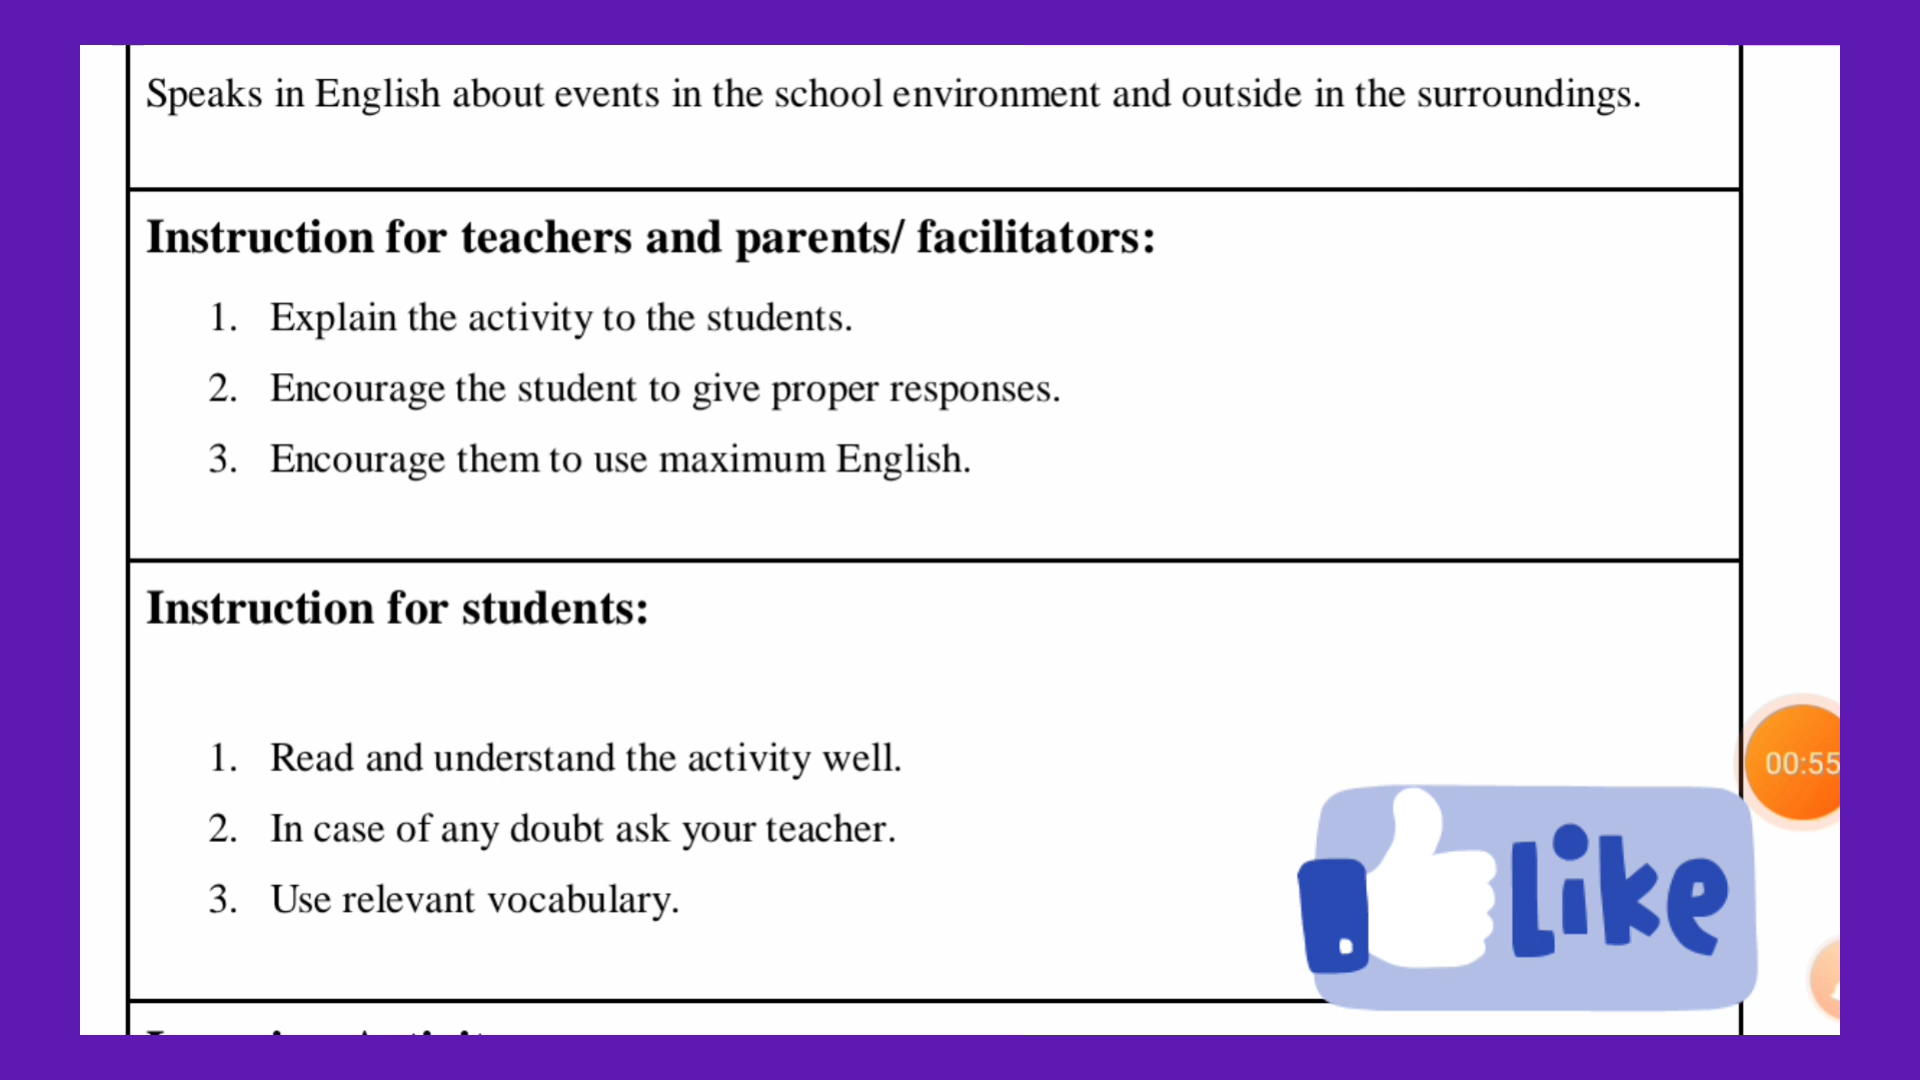 Speaks in English about events in the school environment and outside in the surroundings.
Instruction for teachers and parents/ facilitators:
1. Explain the activity to the students.
2. Encourage the student to give proper responses.
3. Encourage them to use maximum English.
Instruction for students:
1. Read and understand the activity well.
2. In case of any doubt ask your teacher.
3. Use relevant vocabulary.
00:55
Like